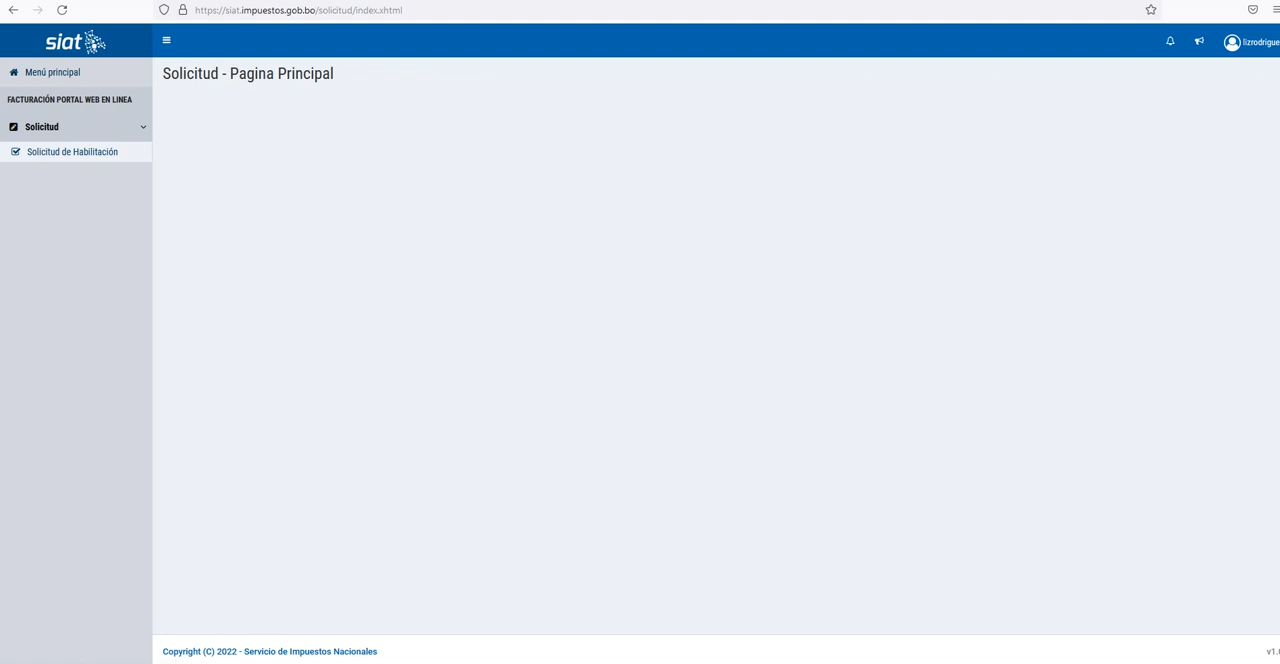 https://siat.impuestos.gob.bo/solicitud/index.xhtml
siat
lizrodrigue
Menú principal
Solicitud - Pagina Principal
FACTURACIÓN PORTAL WEB EN LINEA
Solicitud
Solicitud de Habilitación
Copyright (C) 2022 - Servicio de Impuestos Nacionales
v1.